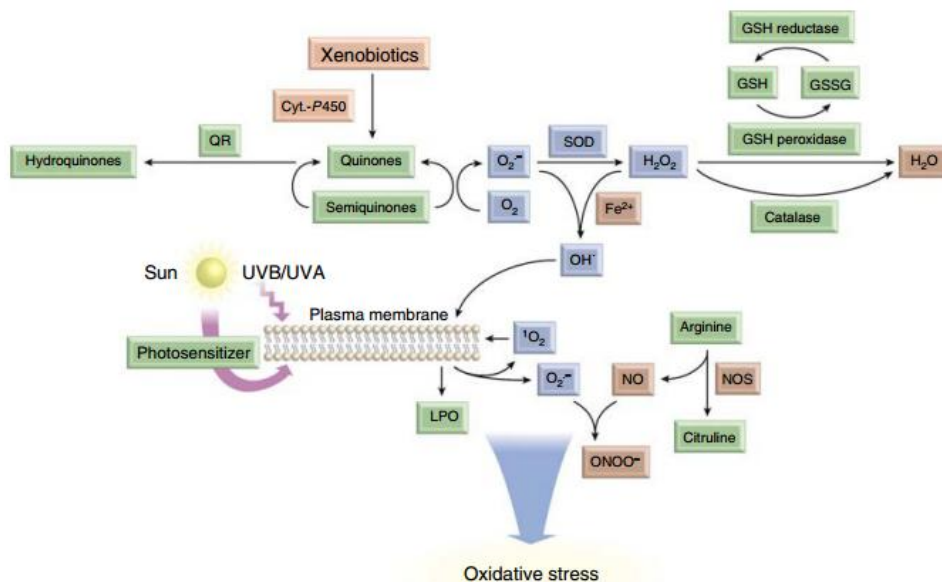 GSH reductase
Xenobiotics
GSH GSSG
Cyt.-P450
QR
SOD
GSH peroxidase
Hydroquinones
Quinones
O₂·⁻
H₂O₂
H₂O
Semiquinones
O₂
Fe²⁺
Catalase
OH·
Sun UVB/UVA
Plasma membrane
Arginine
¹O₂
Photosensitizer
O₂·⁻
NO
NOS
LPO
Citruline
ONOO⁻
Oxidative stress